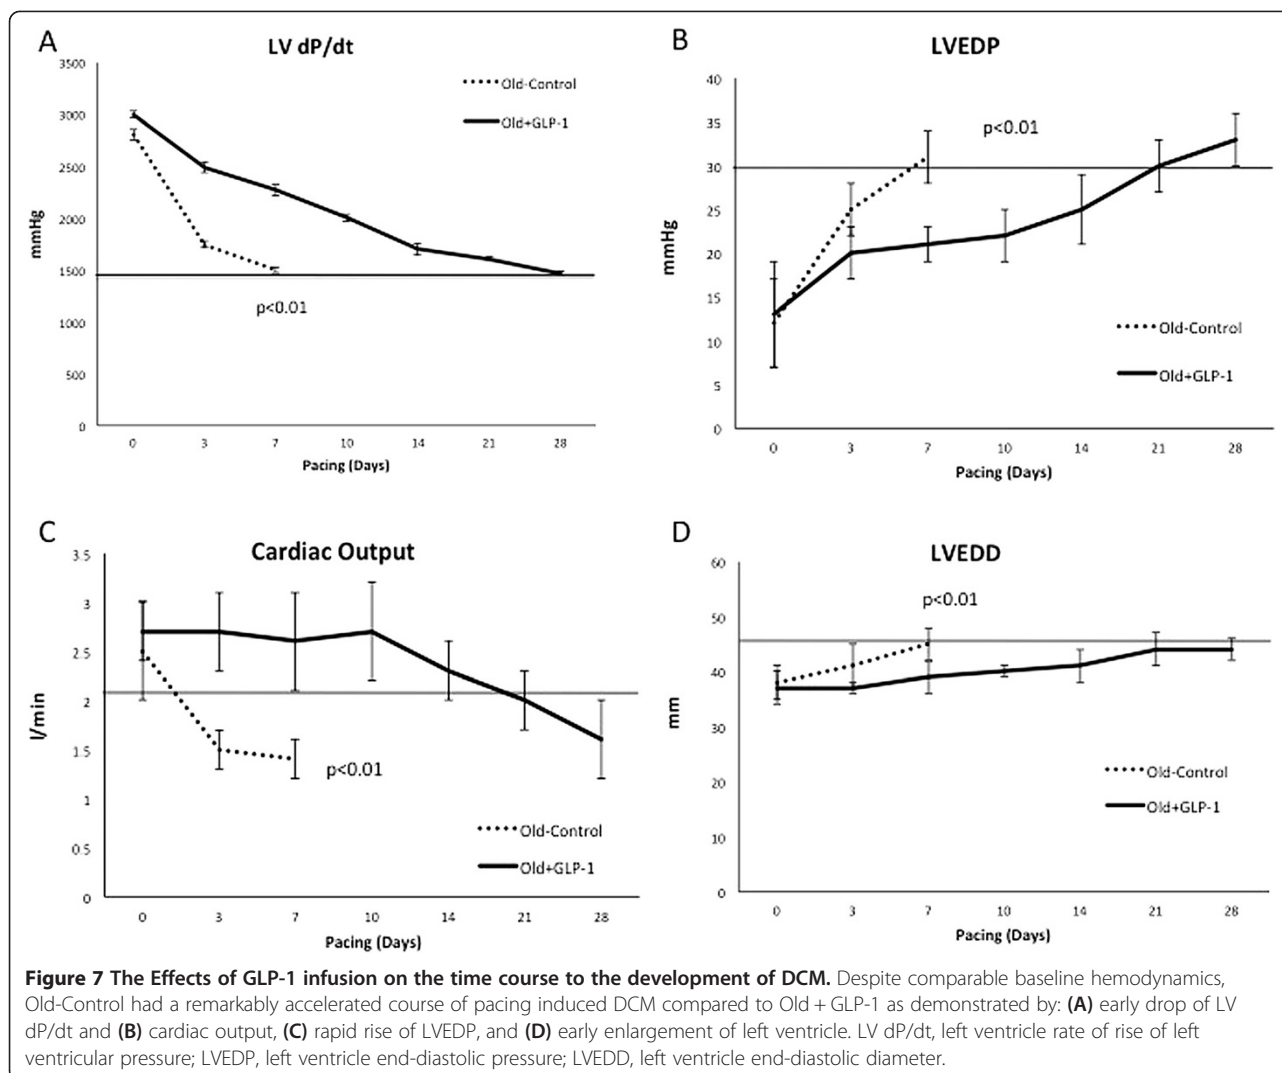 A
LV dP/dt
3500
3000
2500
2000
1500
1000
500
0
mmHg
Old-Control
Old+GLP-1
p<0.01
0 3 7 10 14 21 28
Pacing (Days)
B
LVEDP
40
35
30
25
20
15
10
5
0
mmHg
p<0.01
Old-Control
Old+GLP-1
0 3 7 10 14 21 28
Pacing (Days)
C
Cardiac Output
3.5
3
2.5
2
1.5
1
0.5
0
l/min
p<0.01
Old-Control
Old+GLP-1
0 3 7 10 14 21 28
Pacing (Days)
D
LVEDD
60
50
40
30
20
10
0
mm
p<0.01
Old-Control
Old+GLP-1
0 3 7 10 14 21 28
Pacing (Days)
Figure 7 The Effects of GLP-1 infusion on the time course to the development of DCM. Despite comparable baseline hemodynamics,
Old-Control had a remarkably accelerated course of pacing induced DCM compared to Old + GLP-1 as demonstrated by: (A) early drop of LV
dP/dt and (B) cardiac output, (C) rapid rise of LVEDP, and (D) early enlargement of left ventricle. LV dP/dt, left ventricle rate of rise of left
ventricular pressure; LVEDP, left ventricle end-diastolic pressure; LVEDD, left ventricle end-diastolic diameter.